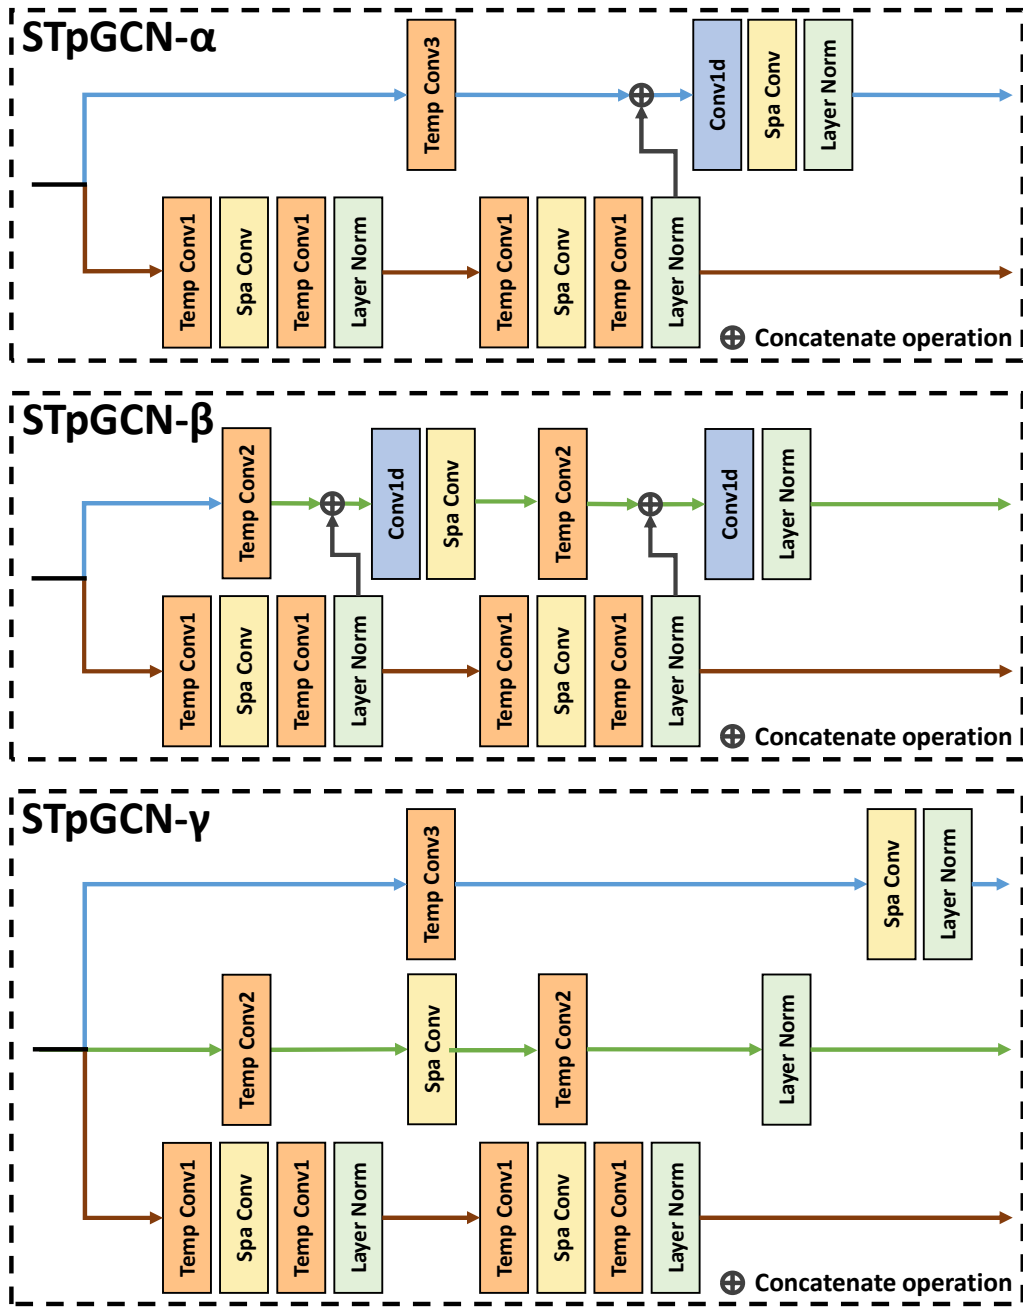 STpGCN-α
Temp Conv3
Conv1d
Spa Conv
Layer Norm
Temp Conv1
Spa Conv
Temp Conv1
Layer Norm
Temp Conv1
Spa Conv
Temp Conv1
Layer Norm
⊕ Concatenate operation
STpGCN-β
Temp Conv2
Conv1d
Spa Conv
Temp Conv2
Conv1d
Layer Norm
Temp Conv1
Spa Conv
Temp Conv1
Layer Norm
Temp Conv1
Spa Conv
Temp Conv1
Layer Norm
⊕ Concatenate operation
STpGCN-γ
Temp Conv3
Spa Conv
Layer Norm
Temp Conv2
Spa Conv
Temp Conv2
Layer Norm
Temp Conv1
Spa Conv
Temp Conv1
Layer Norm
Temp Conv1
Spa Conv
Temp Conv1
Layer Norm
⊕ Concatenate operation